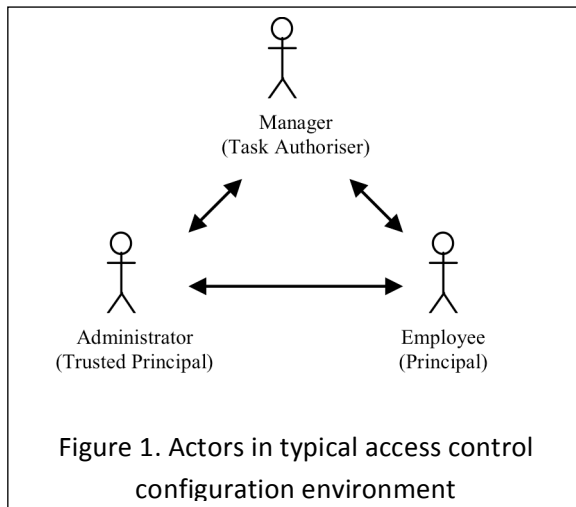 Manager
(Task Authoriser)
Administrator
(Trusted Principal)
Employee
(Principal)
Figure 1. Actors in typical access control
configuration environment